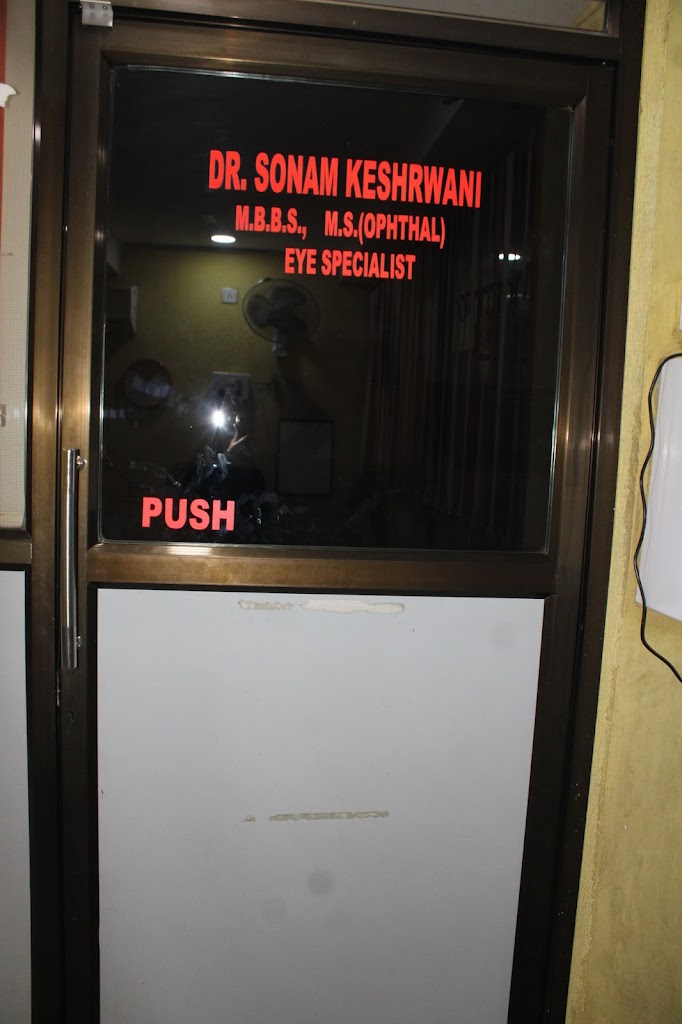 DR. SONAM KESHRWANI
M.B.B.S., M.S.(OPHTHAL)
EYE SPECIALIST
PUSH